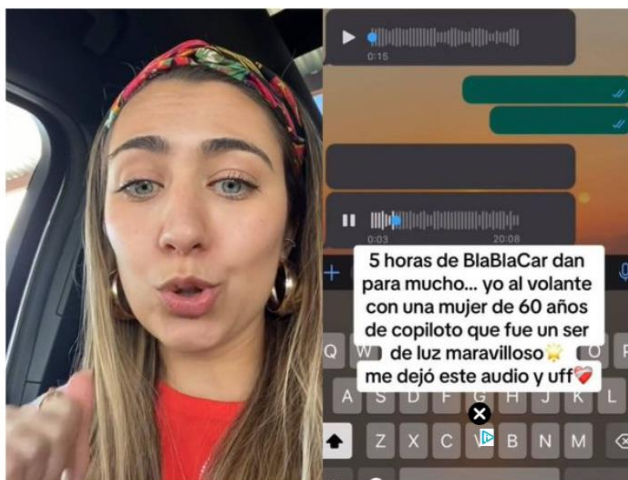 0:15
0:03 20:08
5 horas de BlaBlaCar dan
para mucho... yo al volante
con una mujer de 60 años
de copiloto que fue un ser
de luz maravilloso🌟
me dejó este audio y uff❤️‍🩹
Q W O P
A S D F G H J K L
Z X C V B N M